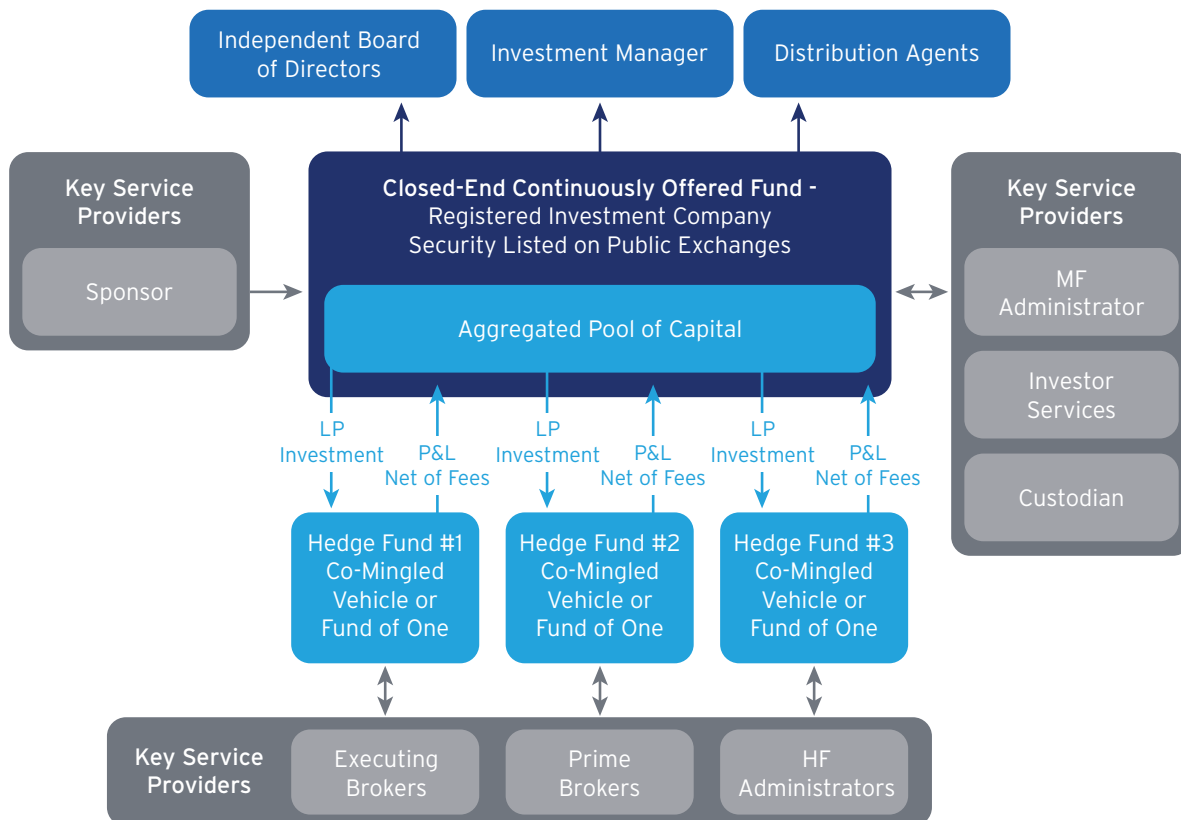 Independent Board
of Directors
Investment Manager
Distribution Agents
Key Service
Providers
Sponsor
Closed-End Continuously Offered Fund -
Registered Investment Company
Security Listed on Public Exchanges
Aggregated Pool of Capital
Key Service
Providers
MF
Administrator
Investor
Services
Custodian
LP
Investment
P&L
Net of Fees
LP
Investment
P&L
Net of Fees
LP
Investment
P&L
Net of Fees
Hedge Fund #1
Co-Mingled
Vehicle or
Fund of One
Hedge Fund #2
Co-Mingled
Vehicle or
Fund of One
Hedge Fund #3
Co-Mingled
Vehicle or
Fund of One
Key Service
Providers
Executing
Brokers
Prime
Brokers
HF
Administrators